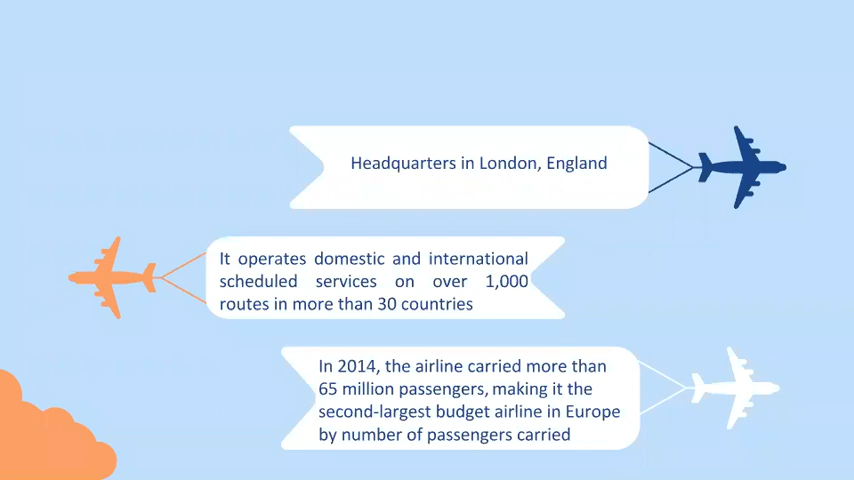 Headquarters in London, England
It operates domestic and international
scheduled services on over 1,000
routes in more than 30 countries
In 2014, the airline carried more than
65 million passengers, making it the
second-largest budget airline in Europe
by number of passengers carried